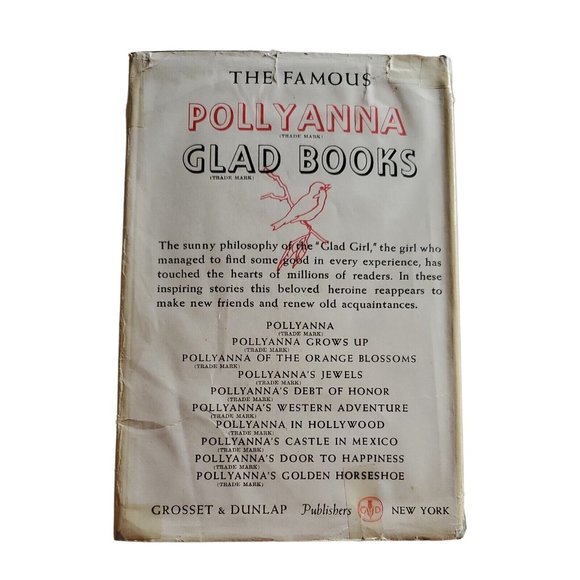 THE FAMOUS
POLLYANNA
(TRADE MARK)
GLAD BOOKS
(TRADE MARK)
The sunny philosophy of the "Glad Girl," the girl who
managed to find some good in every experience, has
touched the hearts of millions of readers. In these
inspiring stories this beloved heroine reappears to
make new friends and renew old acquaintances.
POLLYANNA
(TRADE MARK)
POLLYANNA GROWS UP
(TRADE MARK)
POLLYANNA OF THE ORANGE BLOSSOMS
(TRADE MARK)
POLLYANNA'S JEWELS
(TRADE MARK)
POLLYANNA'S DEBT OF HONOR
(TRADE MARK)
POLLYANNA'S WESTERN ADVENTURE
(TRADE MARK)
POLLYANNA IN HOLLYWOOD
(TRADE MARK)
POLLYANNA'S CASTLE IN MEXICO
(TRADE MARK)
POLLYANNA'S DOOR TO HAPPINESS
(TRADE MARK)
POLLYANNA'S GOLDEN HORSESHOE
(TRADE MARK)
GROSSET & DUNLAP Publishers G&D NEW YORK